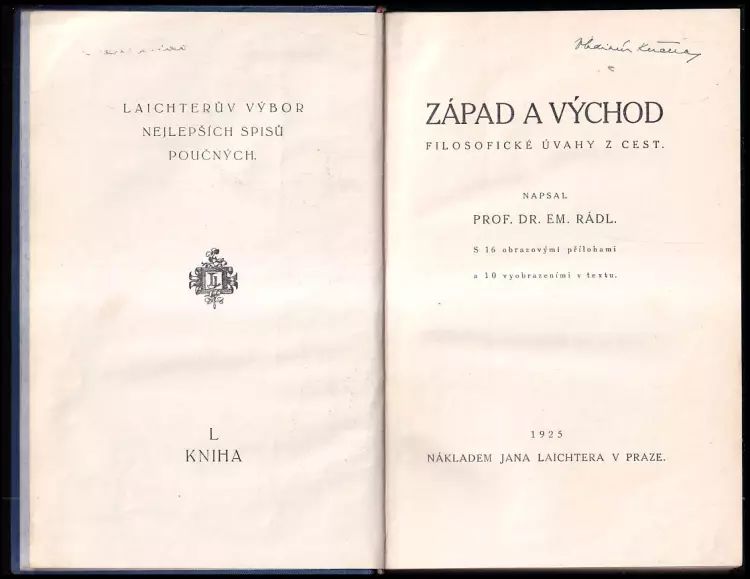 LAICHTERŮV VÝBOR
NEJLEPŠÍCH SPISŮ
POUČNÝCH.
L
KNIHA
ZÁPAD A VÝCHOD
FILOSOFICKÉ ÚVAHY Z CEST.
NAPSAL
PROF. DR. EM. RÁDL.
S 16 obrazovými přílohami
a 10 vyobrazeními v textu.
1925
NÁKLADEM JANA LAICHTERA V PRAZE.